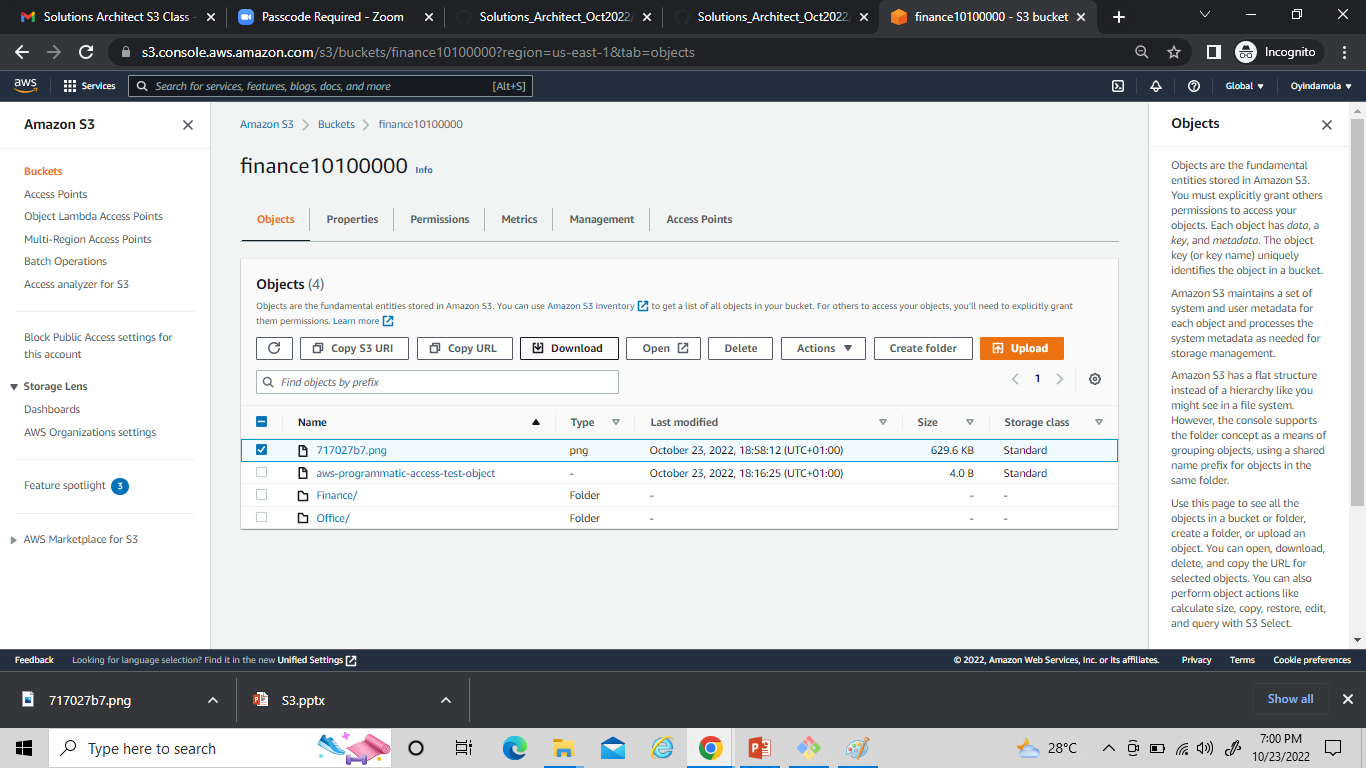 Solutions Architect S3 Class -
Passcode Required - Zoom
Solutions_Architect_Oct2022/
Solutions_Architect_Oct2022/
finance10100000 - S3 bucket
s3.console.aws.amazon.com/s3/buckets/finance10100000?region=us-east-1&tab=objects
Incognito
aws
Services
Search for services, features, blogs, docs, and more
[Alt+S]
Global
Oyindamola
Amazon S3
Buckets
Access Points
Object Lambda Access Points
Multi-Region Access Points
Batch Operations
Access analyzer for S3
Block Public Access settings for
this account
Storage Lens
Dashboards
AWS Organizations settings
Feature spotlight 3
AWS Marketplace for S3
Amazon S3 > Buckets > finance10100000
finance10100000 Info
Objects
Properties
Permissions
Metrics
Management
Access Points
Objects (4)
Objects are the fundamental entities stored in Amazon S3. You can use Amazon S3 inventory to get a list of all objects in your bucket. For others to access your objects, you'll need to explicitly grant
them permissions. Learn more
Copy S3 URI
Copy URL
Download
Open
Delete
Actions
Create folder
Upload
Find objects by prefix
1
Name Type Last modified Size Storage class
717027b7.png png October 23, 2022, 18:58:12 (UTC+01:00) 629.6 KB Standard
aws-programmatic-access-test-object - October 23, 2022, 18:16:25 (UTC+01:00) 4.0 B Standard
Finance/ Folder - - -
Office/ Folder - - -
Objects
Objects are the fundamental
entities stored in Amazon S3.
You must explicitly grant others
permissions to access your
objects. Each object has data, a
key, and metadata. The object
key (or key name) uniquely
identifies the object in a bucket.
Amazon S3 maintains a set of
system and user metadata for
each object and processes the
system metadata as needed for
storage management.
Amazon S3 has a flat structure
instead of a hierarchy like you
might see in a file system.
However, the console supports
the folder concept as a means of
grouping objects, using a shared
name prefix for objects in the
same folder.
Use this page to see all the
objects in a bucket or folder,
create a folder, or upload an
object. You can open, download,
delete, and copy the URL for
selected objects. You can also
perform object actions like
calculate size, copy, restore, edit,
and query with S3 Select.
Feedback
Looking for language selection? Find it in the new Unified Settings
© 2022, Amazon Web Services, Inc. or its affiliates.
Privacy
Terms
Cookie preferences
717027b7.png
S3.pptx
Show all
Type here to search
28°C
7:00 PM
10/23/2022